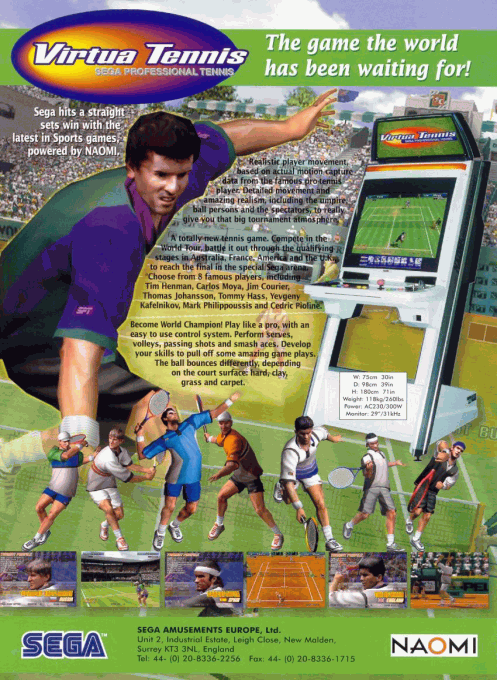 Virtua Tennis
SEGA PROFESSIONAL TENNIS
The game the world
has been waiting for!
Sega hits a straight
sets win with the
latest in Sports games,
powered by NAOMI.
Realistic player movement,
based on actual motion capture
data from the famous pro tennis
player. Detailed movement and
amazing realism, including the umpire,
ball persons and the spectators, to really
give you that big tournament atmosphere.
A totally new tennis game. Compete in the
World Tour, battle it out through the qualifying
stages in Australia, France, America and the U.K.,
to reach the final in the special Sega arena.
Choose from 8 famous players, including
Tim Henman, Carlos Moya, Jim Courier,
Thomas Johansson, Tommy Hass, Yevgeny
Kafelnikov, Mark Philippoussis and Cedric Pioline.
Become World Champion! Play like a pro, with an
easy to use control system. Perform serves,
volleys, passing shots and smash aces. Develop
your skills to pull off some amazing game plays.
The ball bounces differently, depending
on the court surface: hard, clay,
grass and carpet.
Virtua Tennis
SEGA PROFESSIONAL TENNIS
W: 75cm 30in
D: 98cm 39in
H: 180cm 71in
Weight: 118kg/260lbs
Power: AC230/300W
Monitor: 29"/31kHz
SEGA™
SEGA AMUSEMENTS EUROPE, Ltd.
Unit 2, Industrial Estate, Leigh Close, New Malden,
Surrey KT3 3NL, England
Tel: 44- (0) 20-8336-2256 Fax: 44- (0) 20-8336-1715
NAOMI